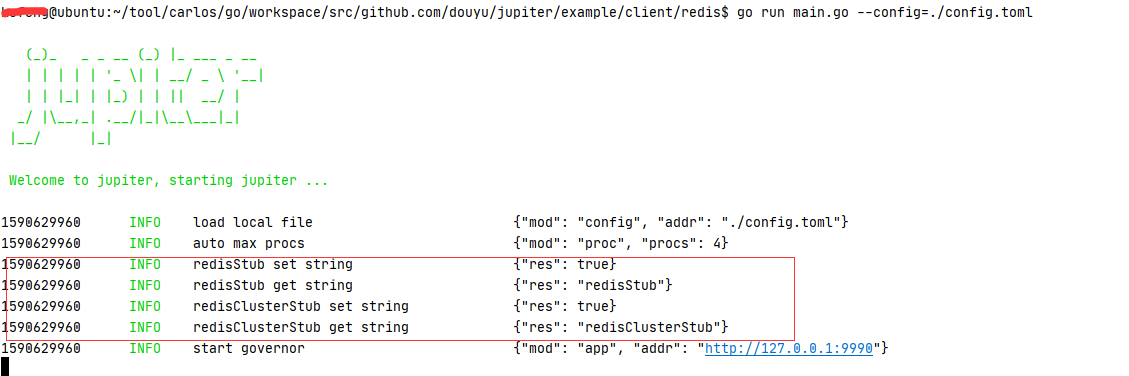 @ubuntu:~/tool/carlos/go/workspace/src/github.com/douyu/jupiter/example/client/redis$ go run main.go --config=./config.toml
   (_)_   _ _ __ (_) |_ ___ _ __
   | | | | | '_ \| | __/ _ \ '__|
   | | |_| | |_) | | ||  __/ |
  _/ |\__,_| .__/|_|\__\___|_|
 |__/      |_|
Welcome to jupiter, starting jupiter ...
1590629960 INFO load local file {"mod": "config", "addr": "./config.toml"}
1590629960 INFO auto max procs {"mod": "proc", "procs": 4}
1590629960 INFO redisStub set string {"res": true}
1590629960 INFO redisStub get string {"res": "redisStub"}
1590629960 INFO redisClusterStub set string {"res": true}
1590629960 INFO redisClusterStub get string {"res": "redisClusterStub"}
1590629960 INFO start governor {"mod": "app", "addr": "http://127.0.0.1:9990"}